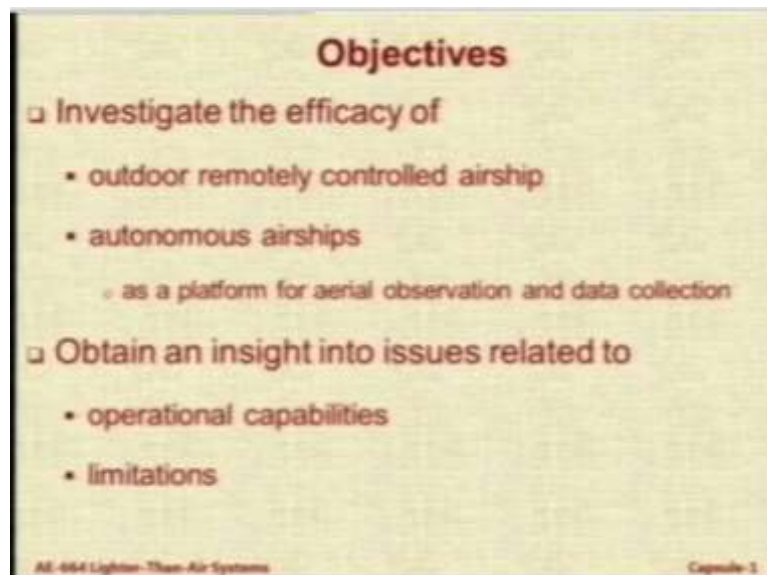 Objectives
Investigate the efficacy of
outdoor remotely controlled airship
autonomous airships
as a platform for aerial observation and data collection
Obtain an insight into issues related to
operational capabilities
limitations
AE-664 Lighter-Than-Air Systems
Capsule-1